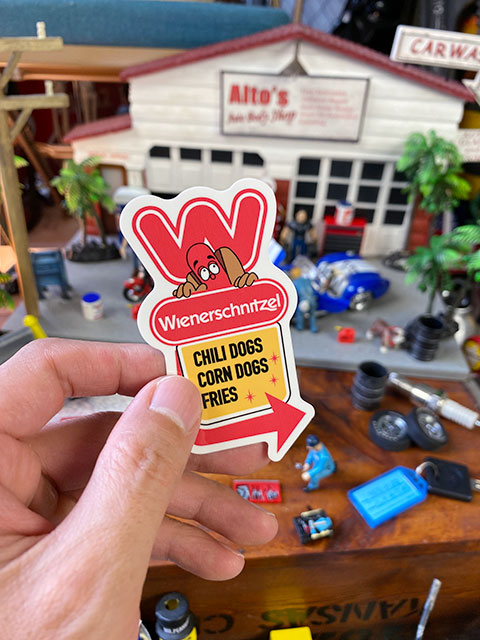 CARWA
Alto's
Auto Body Shop
W
Wienerschnitzel
CHILI DOGS
CORN DOGS
FRIES